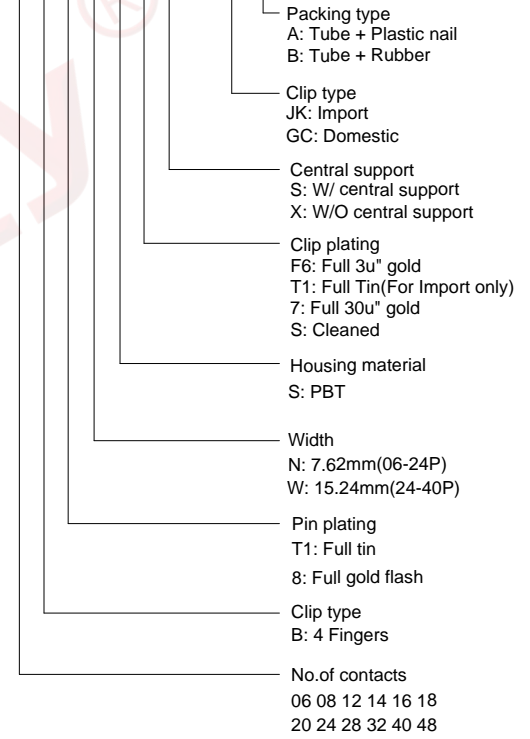 Packing type
A: Tube + Plastic nail
B: Tube + Rubber
Clip type
JK: Import
GC: Domestic
Central support
S: W/ central support
X: W/O central support
Clip plating
F6: Full 3u" gold
T1: Full Tin(For Import only)
7: Full 30u" gold
S: Cleaned
Housing material
S: PBT
Width
N: 7.62mm(06-24P)
W: 15.24mm(24-40P)
Pin plating
T1: Full tin
8: Full gold flash
Clip type
B: 4 Fingers
No.of contacts
06 08 12 14 16 18
20 24 28 32 40 48